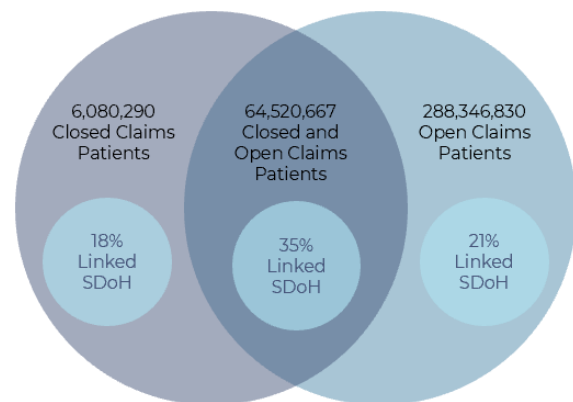 6,080,290
Closed Claims
Patients
64,520,667
Closed and
Open Claims
Patients
288,346,830
Open Claims
Patients
18%
Linked
SDoH
35%
Linked
SDoH
21%
Linked
SDoH